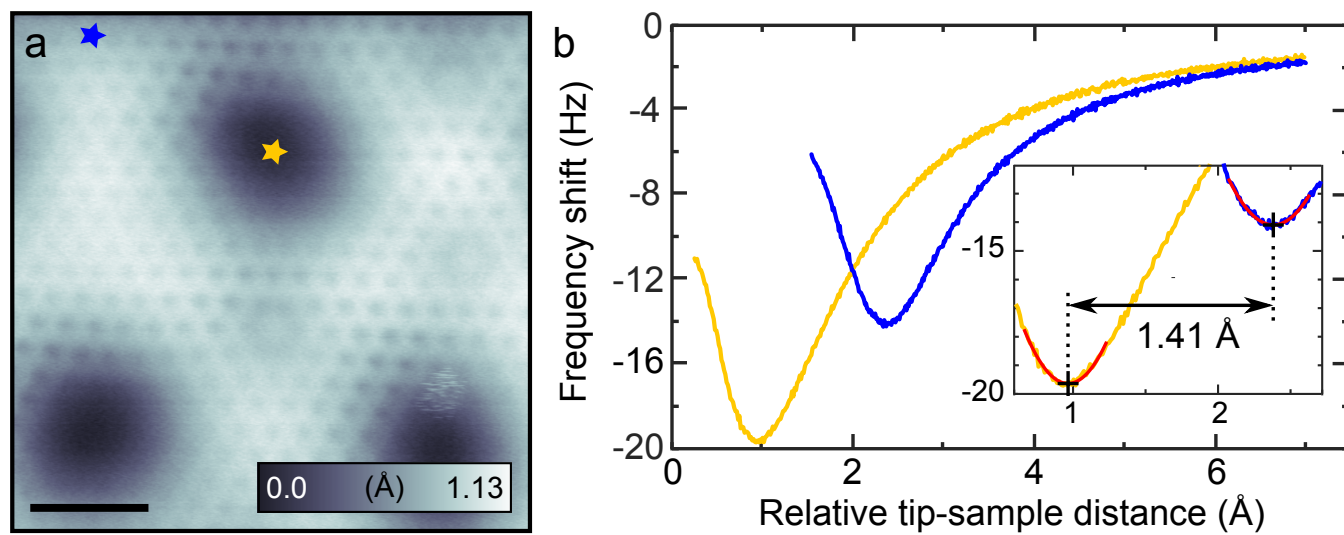 a
0.0 (Å) 1.13
b
Frequency shift (Hz)
0
-4
-8
-12
-16
-20
0 2 4 6
Relative tip-sample distance (Å)
-15
-20
1 2
1.41 Å